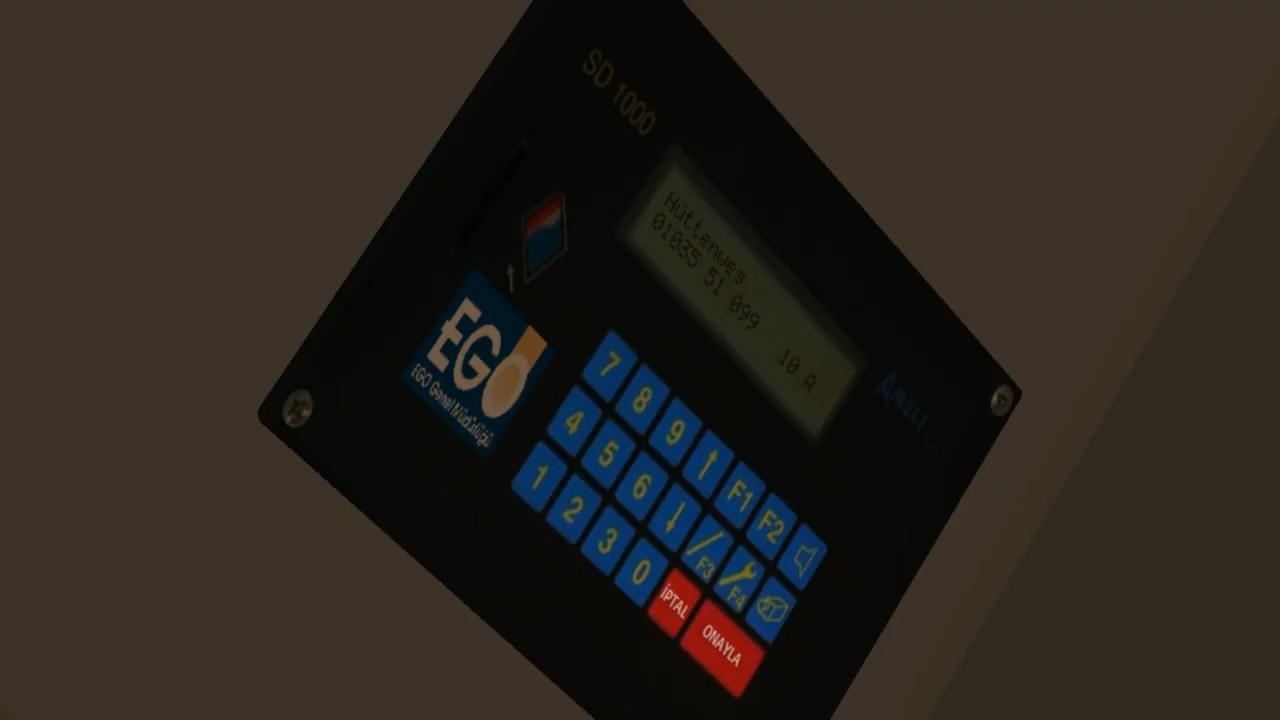 SD 1000
Hüttenweg
01035 51 099 10 A
EGO
EGO Genel Müdürlüğü
7 8 9 ↑ F1 F2
4 5 6 ↓ F3 F4
1 2 3 0 İPTAL ONAYLA